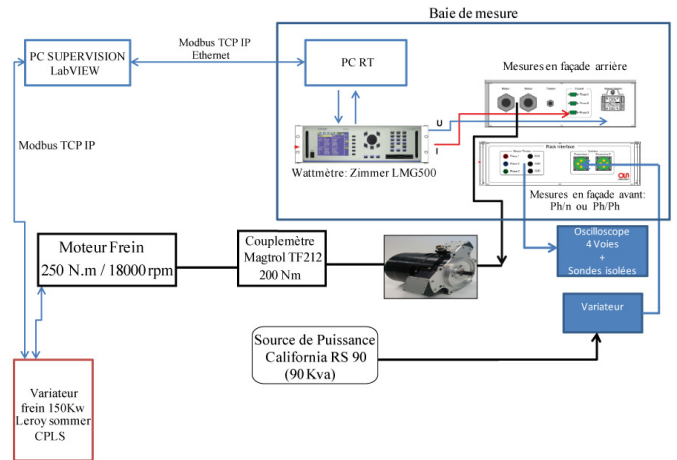 Baie de mesure
PC SUPERVISION
LabVIEW
Modbus TCP IP
Ethernet
PC RT
Mesures en façade arrière
U
I
Wattmètre: Zimmer LMG500
Modbus TCP IP
Rack interface
Mesures en façade avant:
Ph/n ou Ph/Ph
Moteur Frein
250 N.m / 18000 rpm
Couplemètre
Magtrol TF212
200 Nm
Oscilloscope
4 Voies
+
Sondes isolées
Variateur
Source de Puissance
California RS 90
(90 Kva)
Variateur
frein 150Kw
Leroy sommer
CPLS